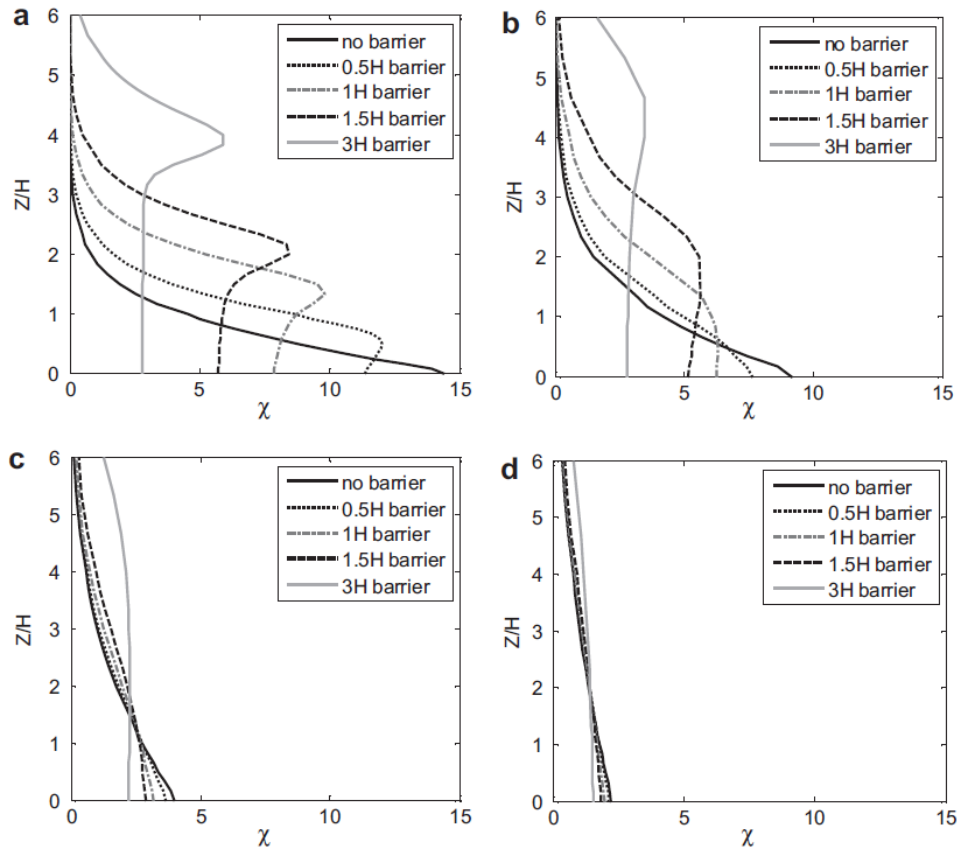 a
6
5
4
3
2
1
0
Z/H
no barrier
0.5H barrier
1H barrier
1.5H barrier
3H barrier
0 5 10 15
χ
b
6
5
4
3
2
1
0
Z/H
no barrier
0.5H barrier
1H barrier
1.5H barrier
3H barrier
0 5 10 15
χ
c
6
5
4
3
2
1
0
Z/H
no barrier
0.5H barrier
1H barrier
1.5H barrier
3H barrier
0 5 10 15
χ
d
6
5
4
3
2
1
0
Z/H
no barrier
0.5H barrier
1H barrier
1.5H barrier
3H barrier
0 5 10 15
χ